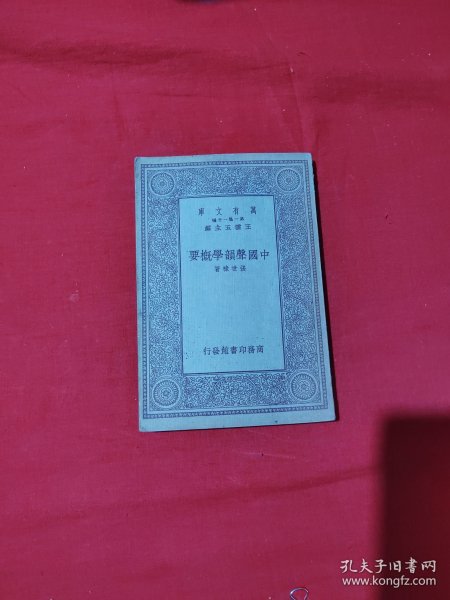 萬有文庫
第一集一千種
王雲五主編
中國聲韻學概要
張世祿著
商務印書館發行
孔夫子旧书网
www.kongfz.com